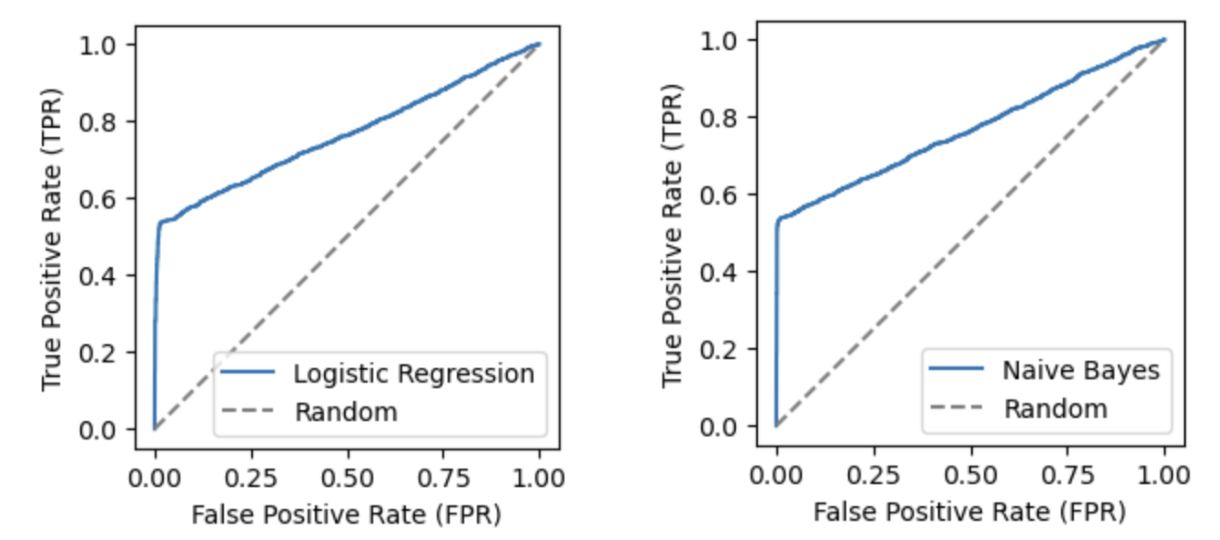 True Positive Rate (TPR)
1.0
0.8
0.6
0.4
0.2
0.0
Logistic Regression
Random
0.00 0.25 0.50 0.75 1.00
False Positive Rate (FPR)
True Positive Rate (TPR)
1.0
0.8
0.6
0.4
0.2
0.0
Naive Bayes
Random
0.00 0.25 0.50 0.75 1.00
False Positive Rate (FPR)